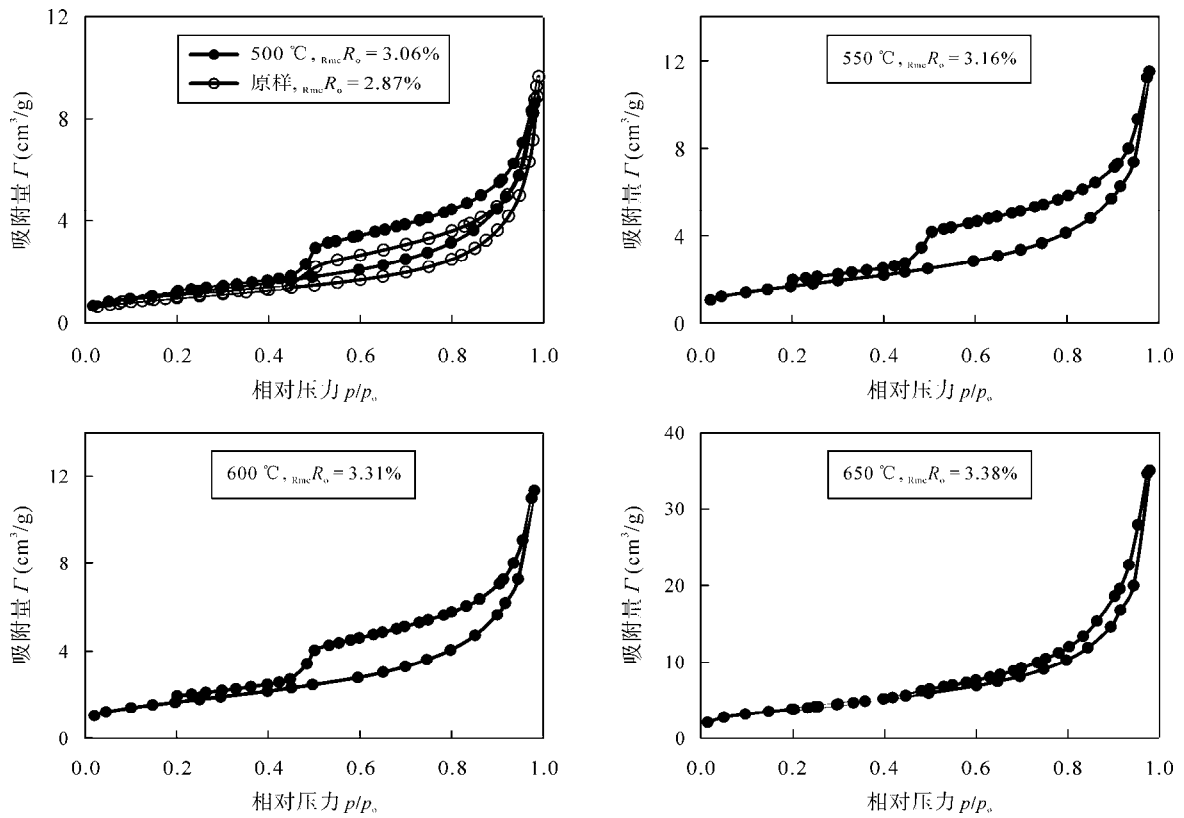 12
8
4
0
吸附量 Γ (cm³/g)
500 ℃, RmcRo = 3.06%
原样, RmcRo = 2.87%
0.0 0.2 0.4 0.6 0.8 1.0
相对压力 p/po
12
8
4
0
吸附量 Γ (cm³/g)
550 ℃, RmcRo = 3.16%
0.0 0.2 0.4 0.6 0.8 1.0
相对压力 p/po
12
8
4
0
吸附量 Γ (cm³/g)
600 ℃, RmcRo = 3.31%
0.0 0.2 0.4 0.6 0.8 1.0
相对压力 p/po
40
30
20
10
0
吸附量 Γ (cm³/g)
650 ℃, RmcRo = 3.38%
0.0 0.2 0.4 0.6 0.8 1.0
相对压力 p/po